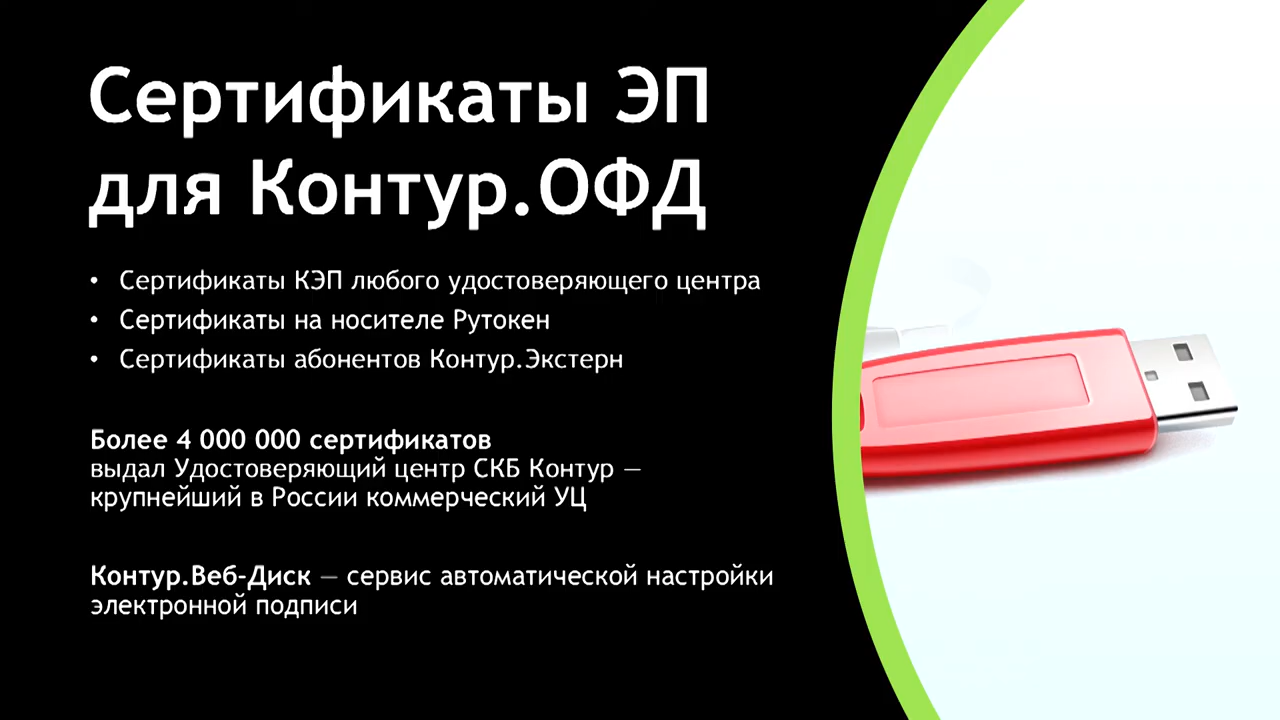 Сертификаты ЭП
для Контур.ОФД
• Сертификаты КЭП любого удостоверяющего центра
• Сертификаты на носителе Рутокен
• Сертификаты абонентов Контур.Экстерн
Более 4 000 000 сертификатов
выдал Удостоверяющий центр СКБ Контур —
крупнейший в России коммерческий УЦ
Контур.Веб-Диск — сервис автоматической настройки
электронной подписи